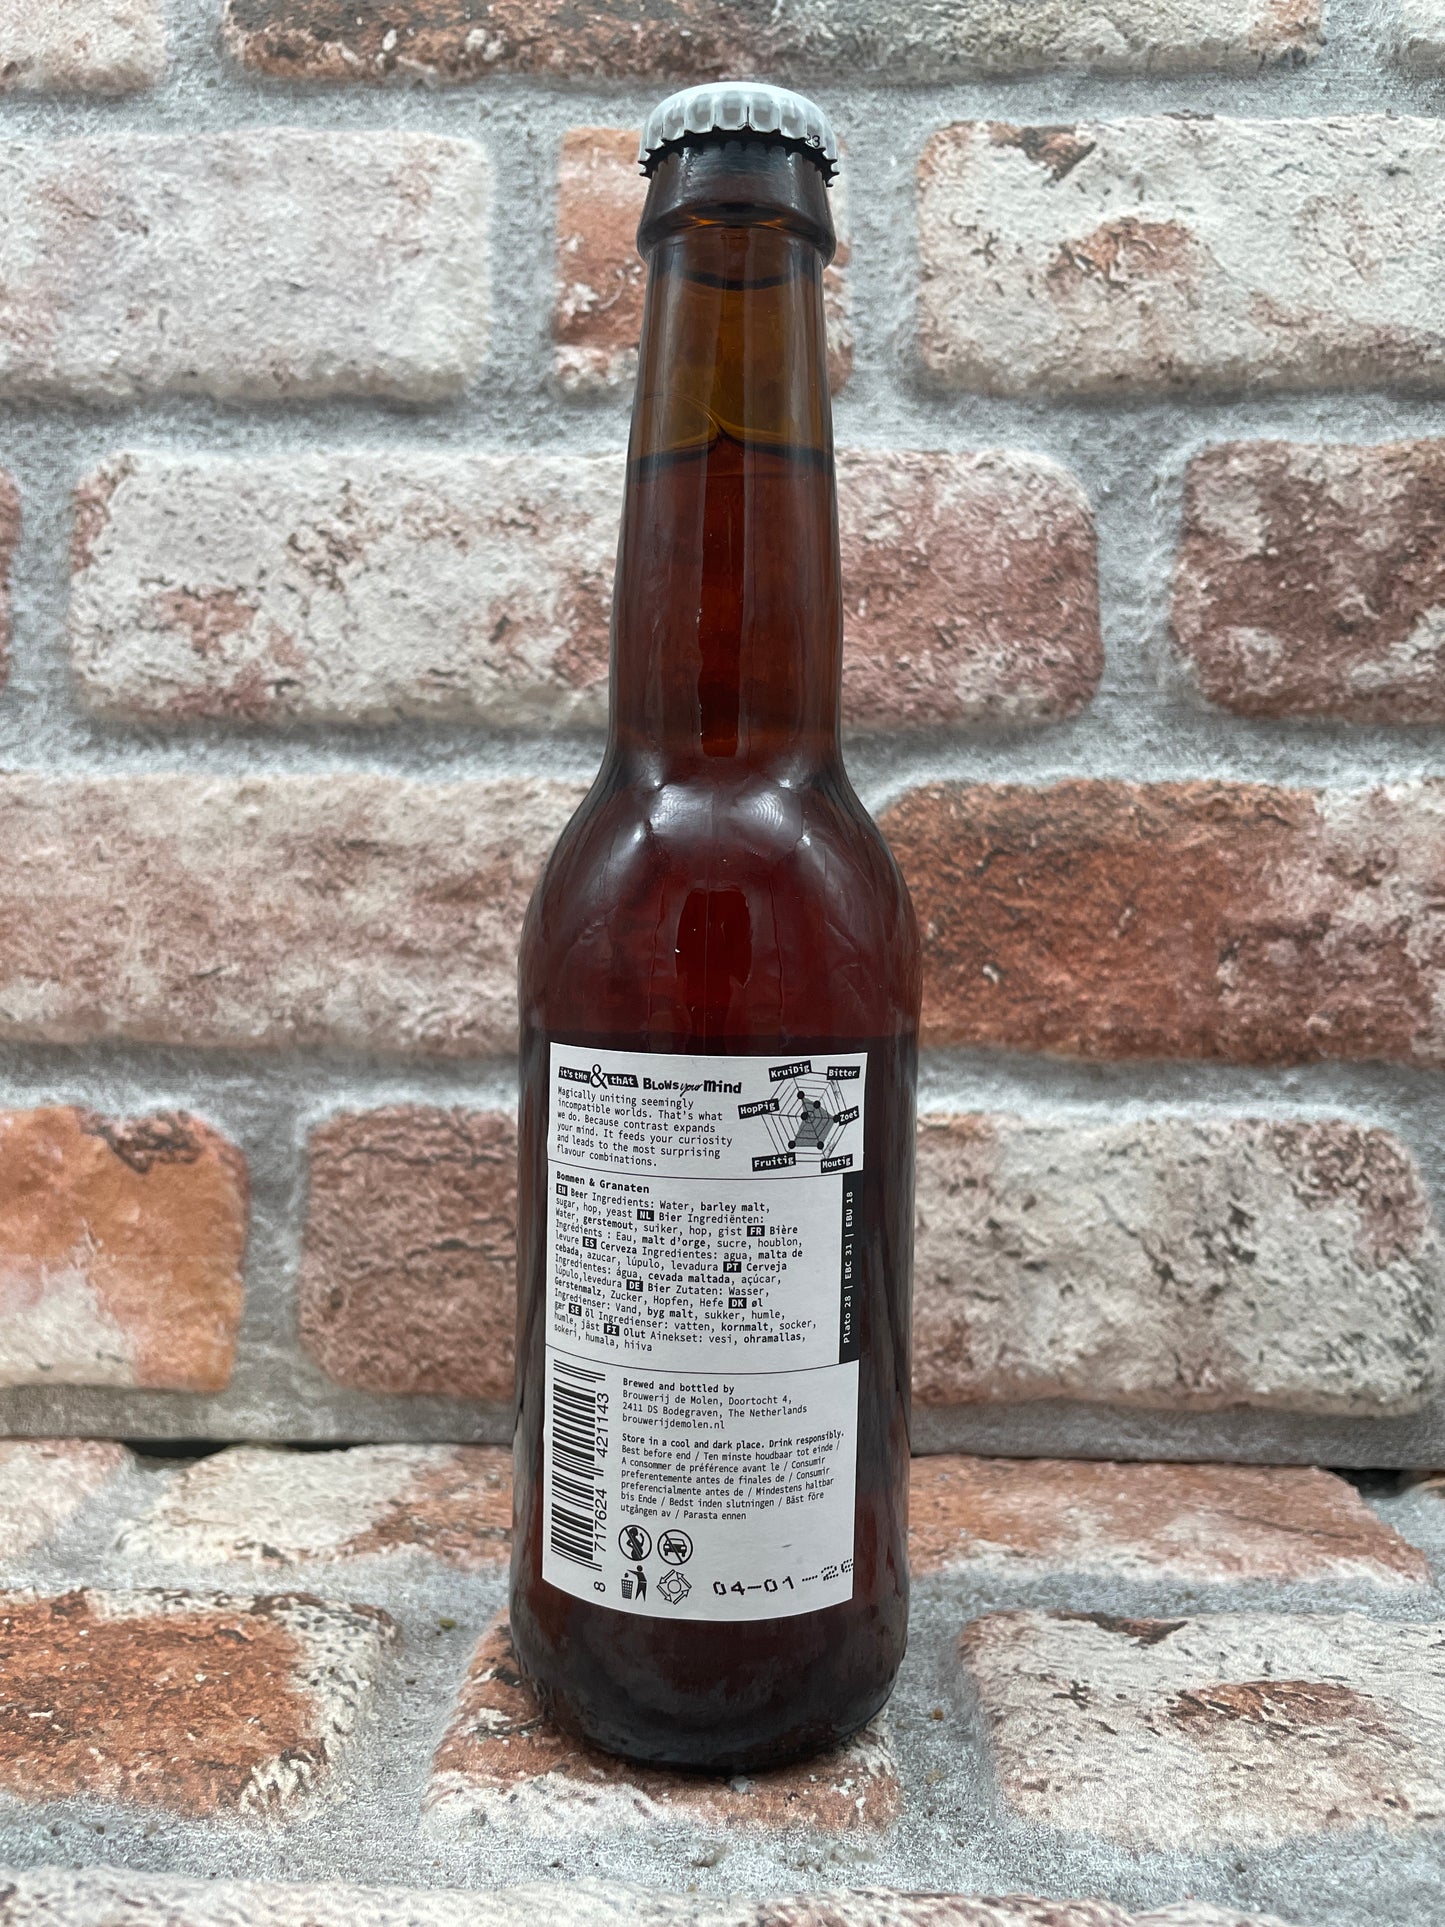 23
it's tHe & thAt BLoWs your mind
Magically uniting seemingly
incompatible worlds. That's what
we do. Because contrast expands
your mind. It feeds your curiosity
and leads to the most surprising
flavour combinations.
KruiDig
Bitter
HopPig
Zoet
Fruitig
Moutig
Bommen & Granaten
EN Beer Ingredients: Water, barley malt,
sugar, hop, yeast NL Bier Ingrediënten:
Water, gerstemout, suiker, hop, gist FR Bière
Ingrédients : Eau, malt d'orge, sucre, houblon,
levure ES Cerveza Ingredientes: agua, malta de
cebada, azucar, lúpulo, levadura PT Cerveja
Ingredientes: água, cevada maltada, açúcar,
lúpulo,levedura DE Bier Zutaten: Wasser,
Gerstenmalz, Zucker, Hopfen, Hefe DK øl
Ingredienser: Vand, byg malt, sukker, humle,
gær SE öl Ingredienser: vatten, kornmalt, socker,
humle, jäst FI Olut Ainekset: vesi, ohramallas,
sokeri, humala, hiiva
Plato 28 | EBC 31 | EBU 18
Brewed and bottled by
Brouwerij de Molen, Doortocht 4,
2411 DS Bodegraven, The Netherlands
brouwerijdemolen.nl
Store in a cool and dark place. Drink responsibly.
Best before end / Ten minste houdbaar tot einde /
A consommer de préférence avant le / Consumir
preferentemente antes de finales de / Consumir
preferencialmente antes de / Mindestens haltbar
bis Ende / Bedst inden slutningen / Bäst före
utgången av / Parasta ennen
8 717624 421143
04-01-